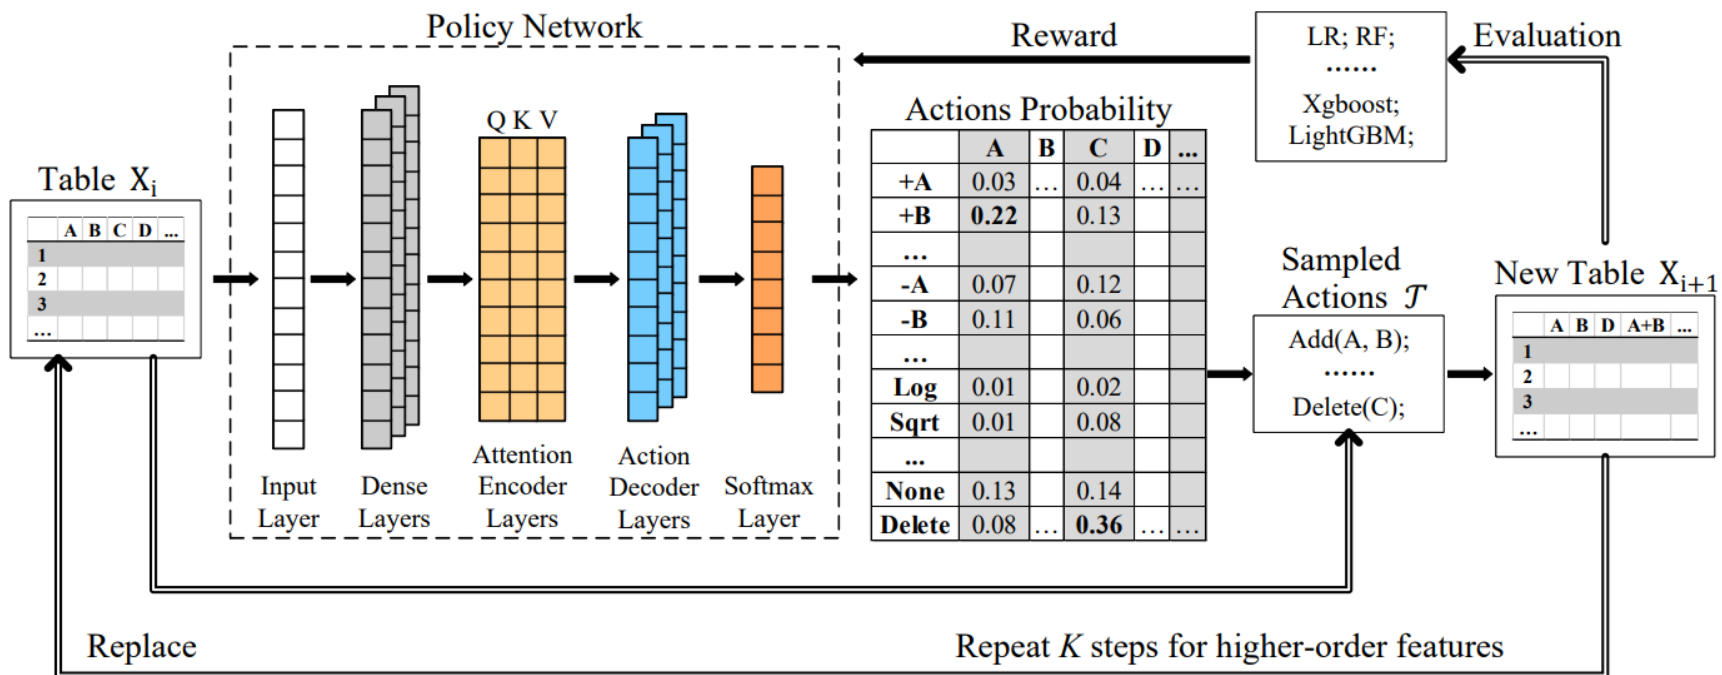 Policy Network
Reward
LR; RF;
......
Xgboost;
LightGBM;
Evaluation
Table Xi
A B C D ...
1
2
3
...
Q K V
Input
Layer
Dense
Layers
Attention
Encoder
Layers
Action
Decoder
Layers
Softmax
Layer
Actions Probability
A B C D ...
+A 0.03 ... 0.04 ... ...
+B 0.22 0.13
...
-A 0.07 0.12
-B 0.11 0.06
...
Log 0.01 0.02
Sqrt 0.01 0.08
...
None 0.13 0.14
Delete 0.08 ... 0.36 ... ...
Sampled
Actions 𝒯
Add(A, B);
......
Delete(C);
New Table Xi+1
A B D A+B ...
1
2
3
...
Replace
Repeat K steps for higher-order features